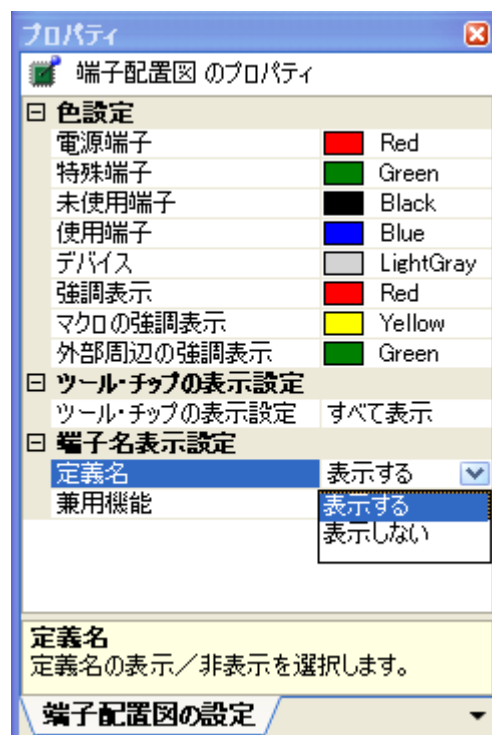 プロパティ
端子配置図 のプロパティ
色設定
電源端子 Red
特殊端子 Green
未使用端子 Black
使用端子 Blue
デバイス LightGray
強調表示 Red
マクロの強調表示 Yellow
外部周辺の強調表示 Green
ツール・チップの表示設定
ツール・チップの表示設定 すべて表示
端子名表示設定
定義名 表示する
兼用機能 表示する
表示しない
定義名
定義名の表示／非表示を選択します。
端子配置図の設定